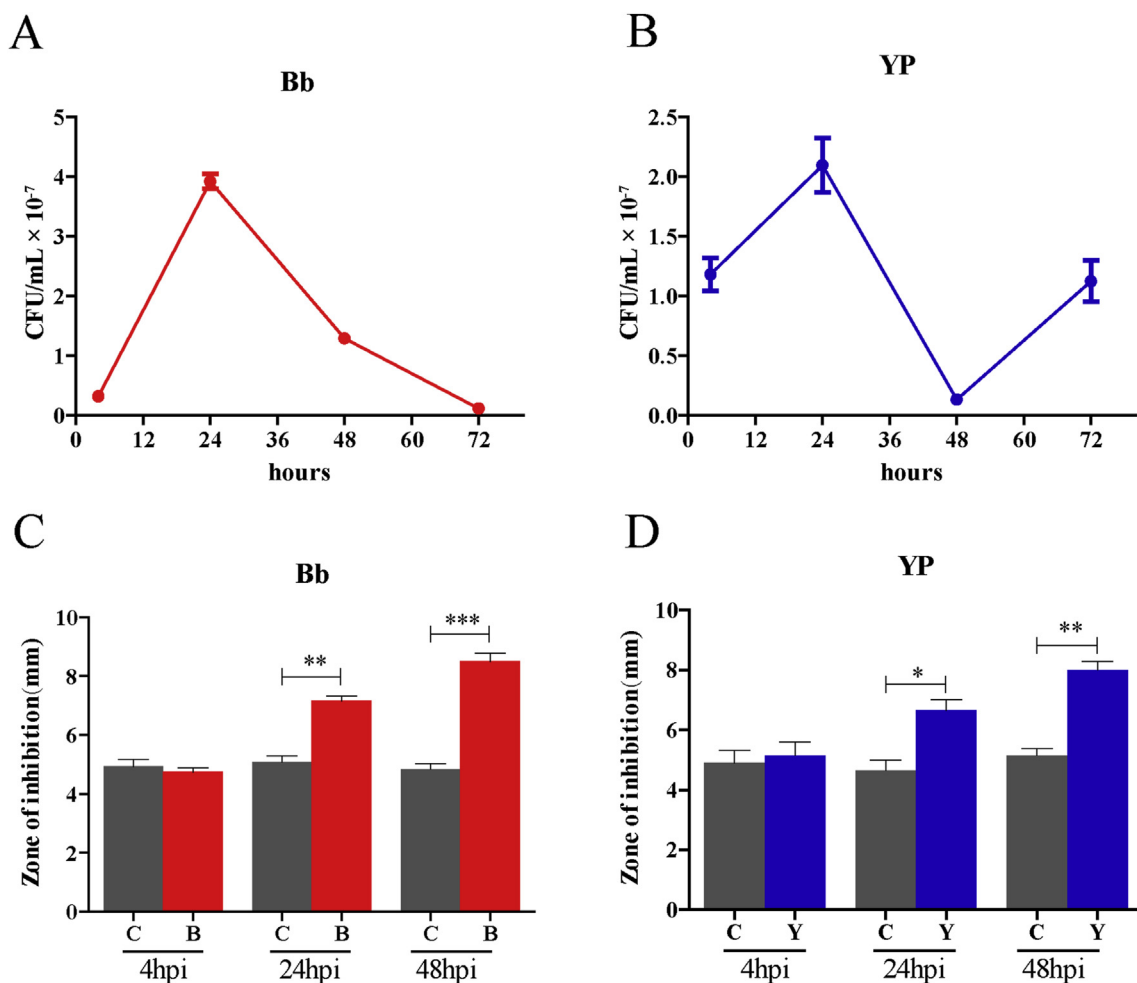 A
Bb
CFU/mL × 10⁻⁷
5
4
3
2
1
0
0 12 24 36 48 60 72
hours
B
YP
CFU/mL × 10⁻⁷
2.5
2.0
1.5
1.0
0.5
0.0
0 12 24 36 48 60 72
hours
C
Bb
Zone of inhibition(mm)
10
8
6
4
2
0
** ***
C B C B C B
4hpi 24hpi 48hpi
D
YP
Zone of inhibition(mm)
10
8
6
4
2
0
* **
C Y C Y C Y
4hpi 24hpi 48hpi